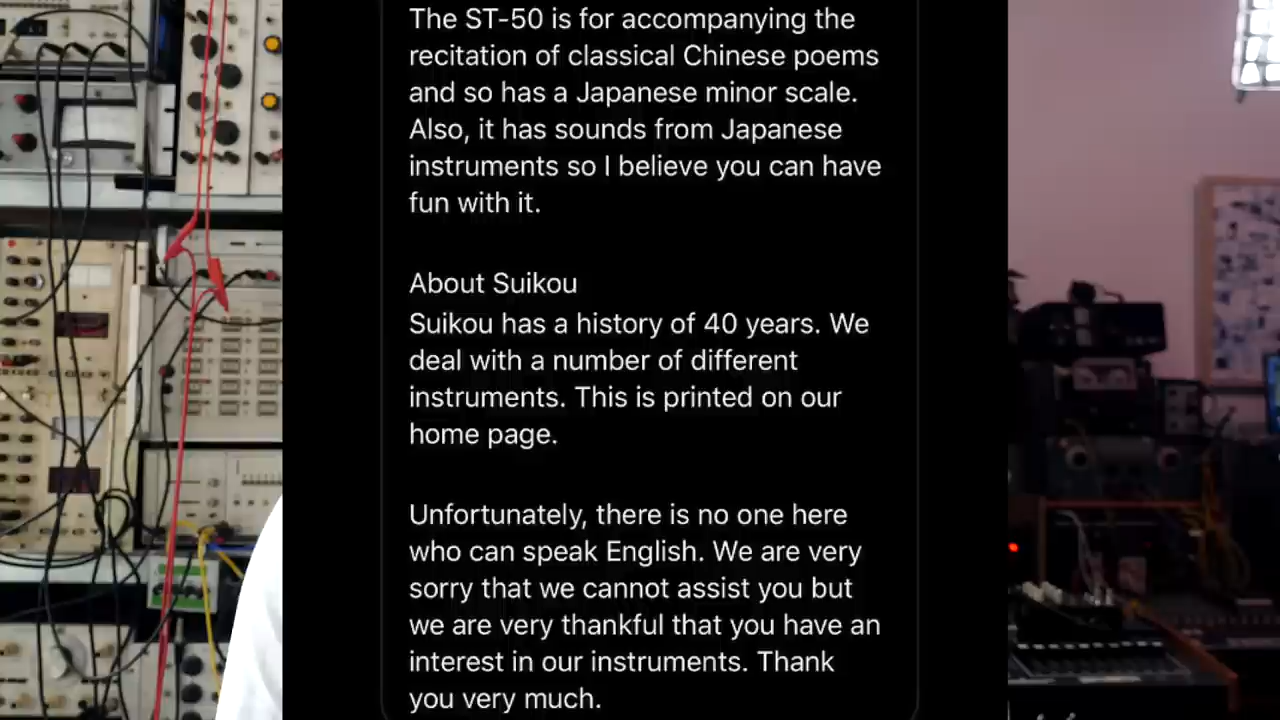 The ST-50 is for accompanying the
recitation of classical Chinese poems
and so has a Japanese minor scale.
Also, it has sounds from Japanese
instruments so I believe you can have
fun with it.
About Suikou
Suikou has a history of 40 years. We
deal with a number of different
instruments. This is printed on our
home page.
Unfortunately, there is no one here
who can speak English. We are very
sorry that we cannot assist you but
we are very thankful that you have an
interest in our instruments. Thank
you very much.